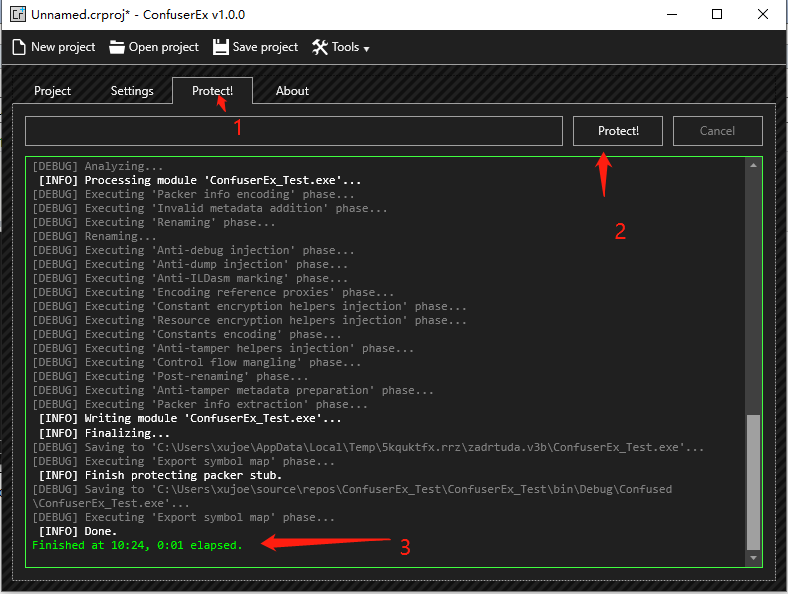 Unnamed.crproj* - ConfuserEx v1.0.0
New project Open project Save project Tools
Project Settings Protect! About
1
Protect! Cancel
2
[DEBUG] Analyzing...
[INFO] Processing module 'ConfuserEx_Test.exe'...
[DEBUG] Executing 'Packer info encoding' phase...
[DEBUG] Executing 'Invalid metadata addition' phase...
[DEBUG] Executing 'Renaming' phase...
[DEBUG] Renaming...
[DEBUG] Executing 'Anti-debug injection' phase...
[DEBUG] Executing 'Anti-dump injection' phase...
[DEBUG] Executing 'Anti-ILDasm marking' phase...
[DEBUG] Executing 'Encoding reference proxies' phase...
[DEBUG] Executing 'Constant encryption helpers injection' phase...
[DEBUG] Executing 'Resource encryption helpers injection' phase...
[DEBUG] Executing 'Constants encoding' phase...
[DEBUG] Executing 'Anti-tamper helpers injection' phase...
[DEBUG] Executing 'Control flow mangling' phase...
[DEBUG] Executing 'Post-renaming' phase...
[DEBUG] Executing 'Anti-tamper metadata preparation' phase...
[DEBUG] Executing 'Packer info extraction' phase...
[INFO] Writing module 'ConfuserEx_Test.exe'...
[INFO] Finalizing...
[DEBUG] Saving to 'C:\Users\xujoe\AppData\Local\Temp\5kquktfx.rrz\zadrtuda.v3b\ConfuserEx_Test.exe'...
[DEBUG] Executing 'Export symbol map' phase...
[INFO] Finish protecting packer stub.
[DEBUG] Saving to 'C:\Users\xujoe\source\repos\ConfuserEx_Test\ConfuserEx_Test\bin\Debug\Confused
\ConfuserEx_Test.exe'...
[DEBUG] Executing 'Export symbol map' phase...
[INFO] Done.
Finished at 10:24, 0:01 elapsed.
3